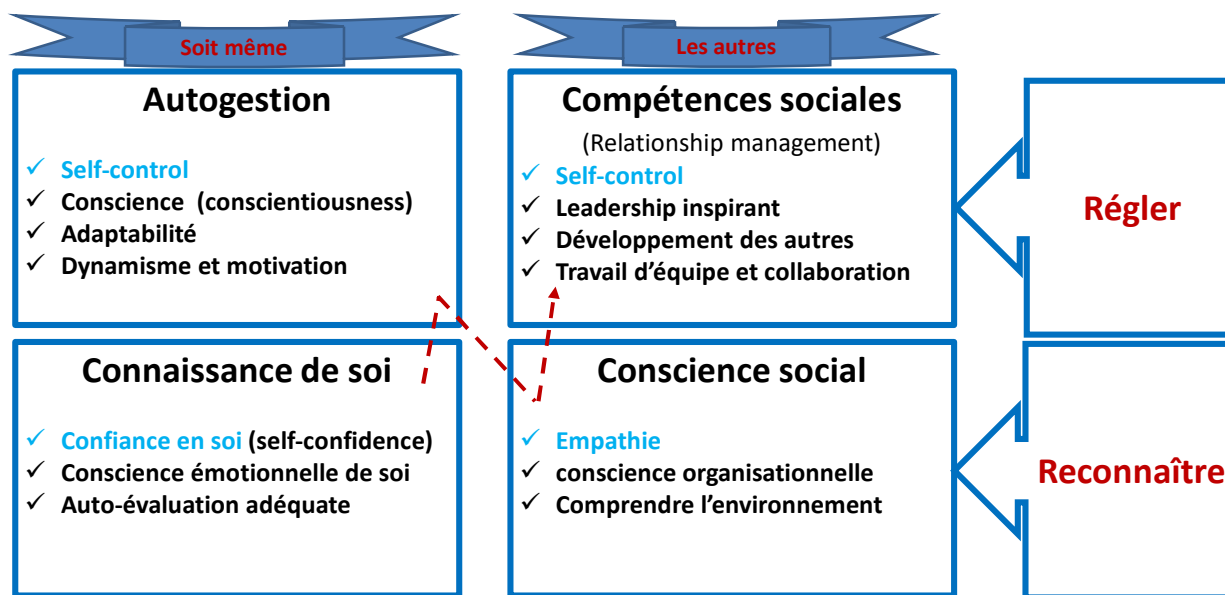 Soit même
Les autres
Autogestion
✓ Self-control
✓ Conscience  (conscientiousness)
✓ Adaptabilité
✓ Dynamisme et motivation
Compétences sociales
(Relationship management)
✓ Self-control
✓ Leadership inspirant
✓ Développement des autres
✓ Travail d’équipe et collaboration
Régler
Connaissance de soi
✓ Confiance en soi (self-confidence)
✓ Conscience émotionnelle de soi
✓ Auto-évaluation adéquate
Conscience social
✓ Empathie
✓ conscience organisationnelle
✓ Comprendre l’environnement
Reconnaître